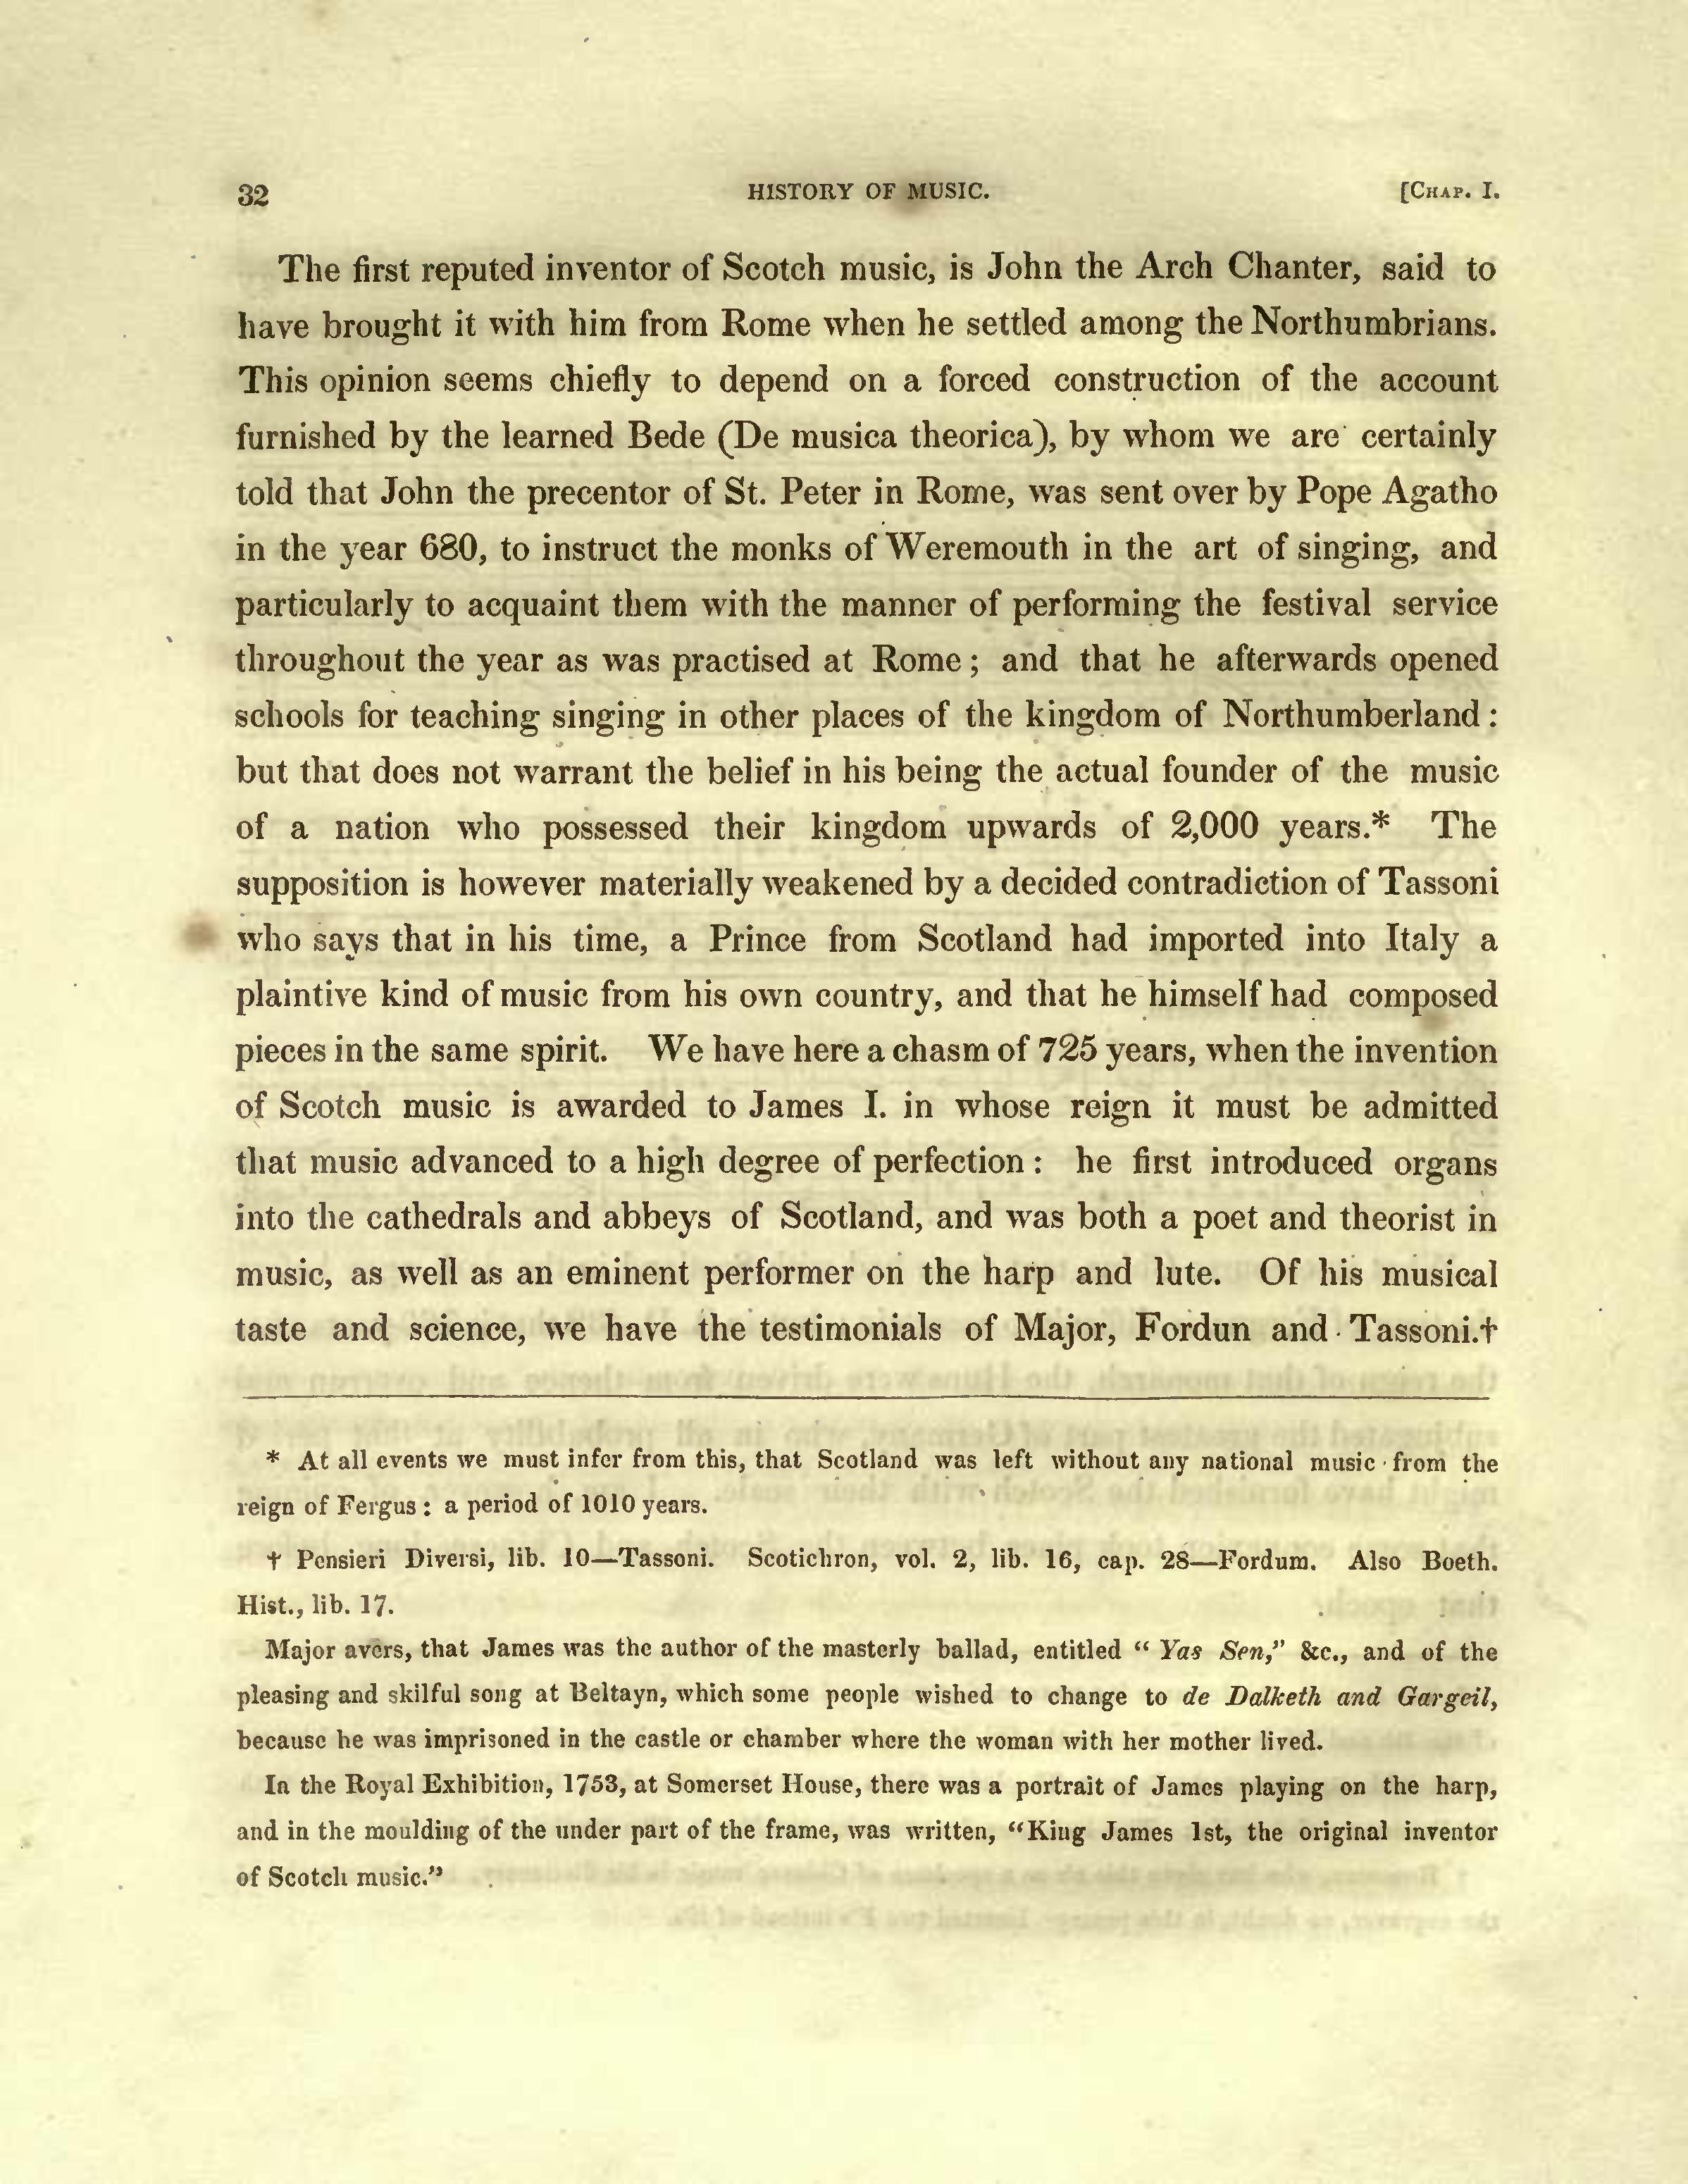 32 HISTORY OF MUSIC. [CHAP. I.
The first reputed inventor of Scotch music, is John the Arch Chanter, said to
have brought it with him from Rome when he settled among the Northumbrians.
This opinion seems chiefly to depend on a forced construction of the account
furnished by the learned Bede (De musica theorica), by whom we are certainly
told that John the precentor of St. Peter in Rome, was sent over by Pope Agatho
in the year 680, to instruct the monks of Weremouth in the art of singing, and
particularly to acquaint them with the manner of performing the festival service
throughout the year as was practised at Rome; and that he afterwards opened
schools for teaching singing in other places of the kingdom of Northumberland:
but that does not warrant the belief in his being the actual founder of the music
of a nation who possessed their kingdom upwards of 2,000 years.* The
supposition is however materially weakened by a decided contradiction of Tassoni
who says that in his time, a Prince from Scotland had imported into Italy a
plaintive kind of music from his own country, and that he himself had composed
pieces in the same spirit. We have here a chasm of 725 years, when the invention
of Scotch music is awarded to James I. in whose reign it must be admitted
that music advanced to a high degree of perfection: he first introduced organs
into the cathedrals and abbeys of Scotland, and was both a poet and theorist in
music, as well as an eminent performer on the harp and lute. Of his musical
taste and science, we have the testimonials of Major, Fordun and Tassoni.†
* At all events we must infer from this, that Scotland was left without any national music from the
reign of Fergus: a period of 1010 years.
† Pensieri Diversi, lib. 10—Tassoni. Scotichron, vol. 2, lib. 16, cap. 28—Fordum. Also Boeth.
Hist., lib. 17.
Major avers, that James was the author of the masterly ballad, entitled "Yas Sen," &c., and of the
pleasing and skilful song at Beltayn, which some people wished to change to de Dalketh and Gargeil,
because he was imprisoned in the castle or chamber where the woman with her mother lived.
In the Royal Exhibition, 1753, at Somerset House, there was a portrait of James playing on the harp,
and in the moulding of the under part of the frame, was written, "King James 1st, the original inventor
of Scotch music."